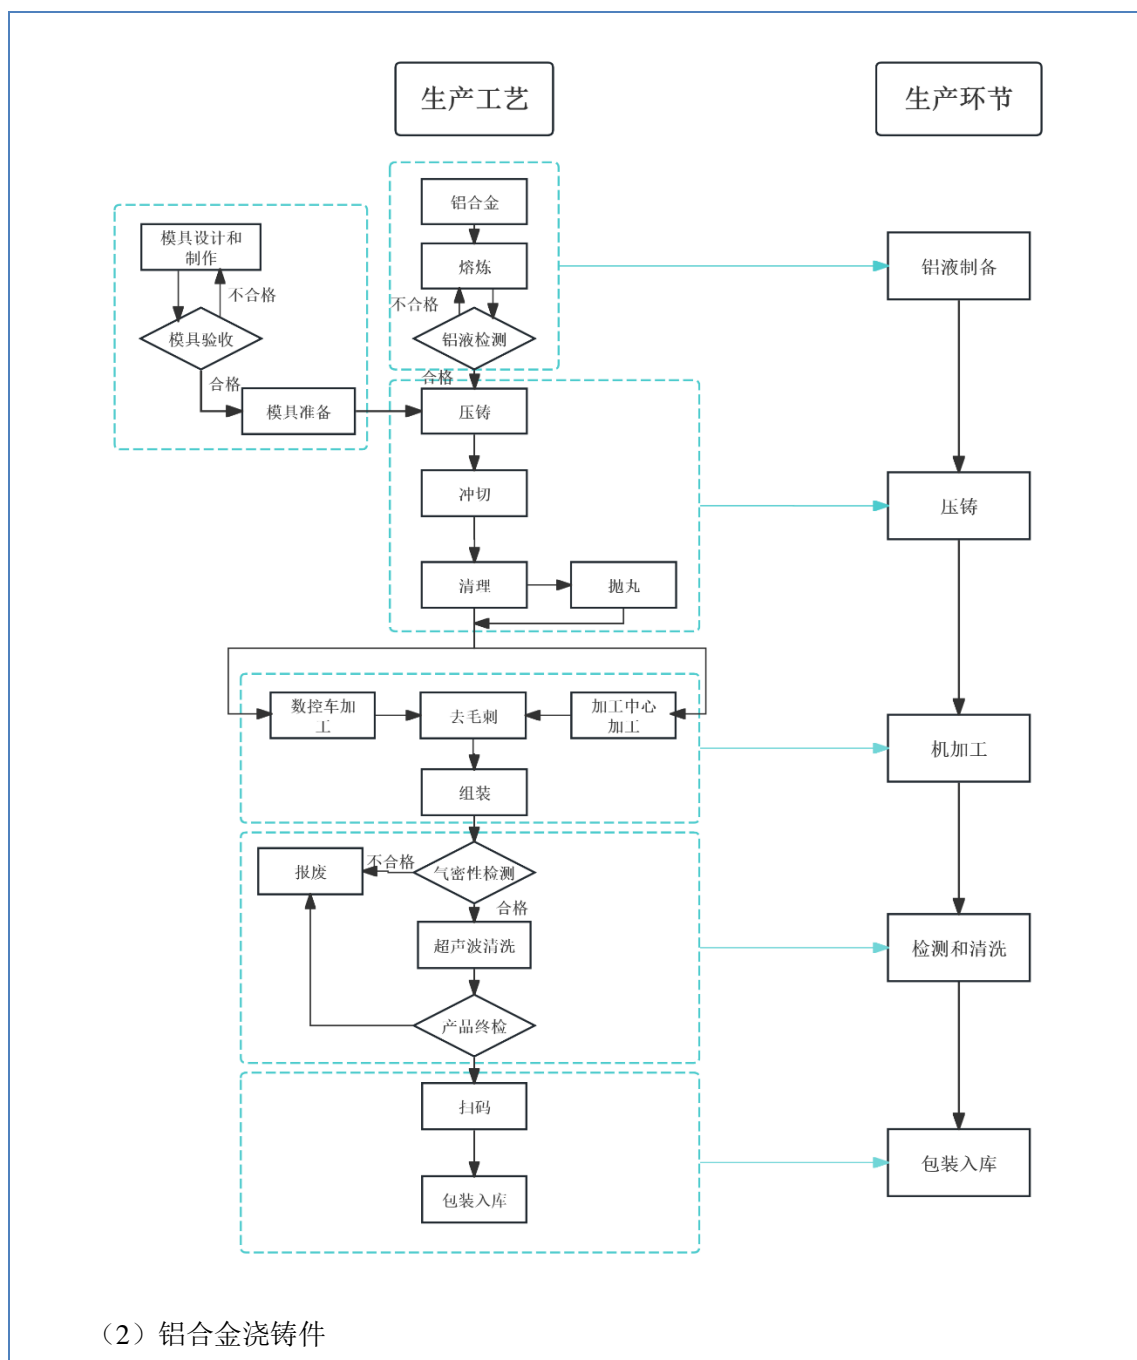 生产工艺
生产环节
铝合金
模具设计和
制作
熔炼
铝液制备
不合格
不合格
模具验收
铝液检测
合格
合格
模具准备
压铸
冲切
压铸
清理
抛丸
数控车加
工
去毛刺
加工中心
加工
机加工
组装
不合格
报废
气密性检测
合格
超声波清洗
检测和清洗
产品终检
扫码
包装入库
包装入库
（2）铝合金浇铸件